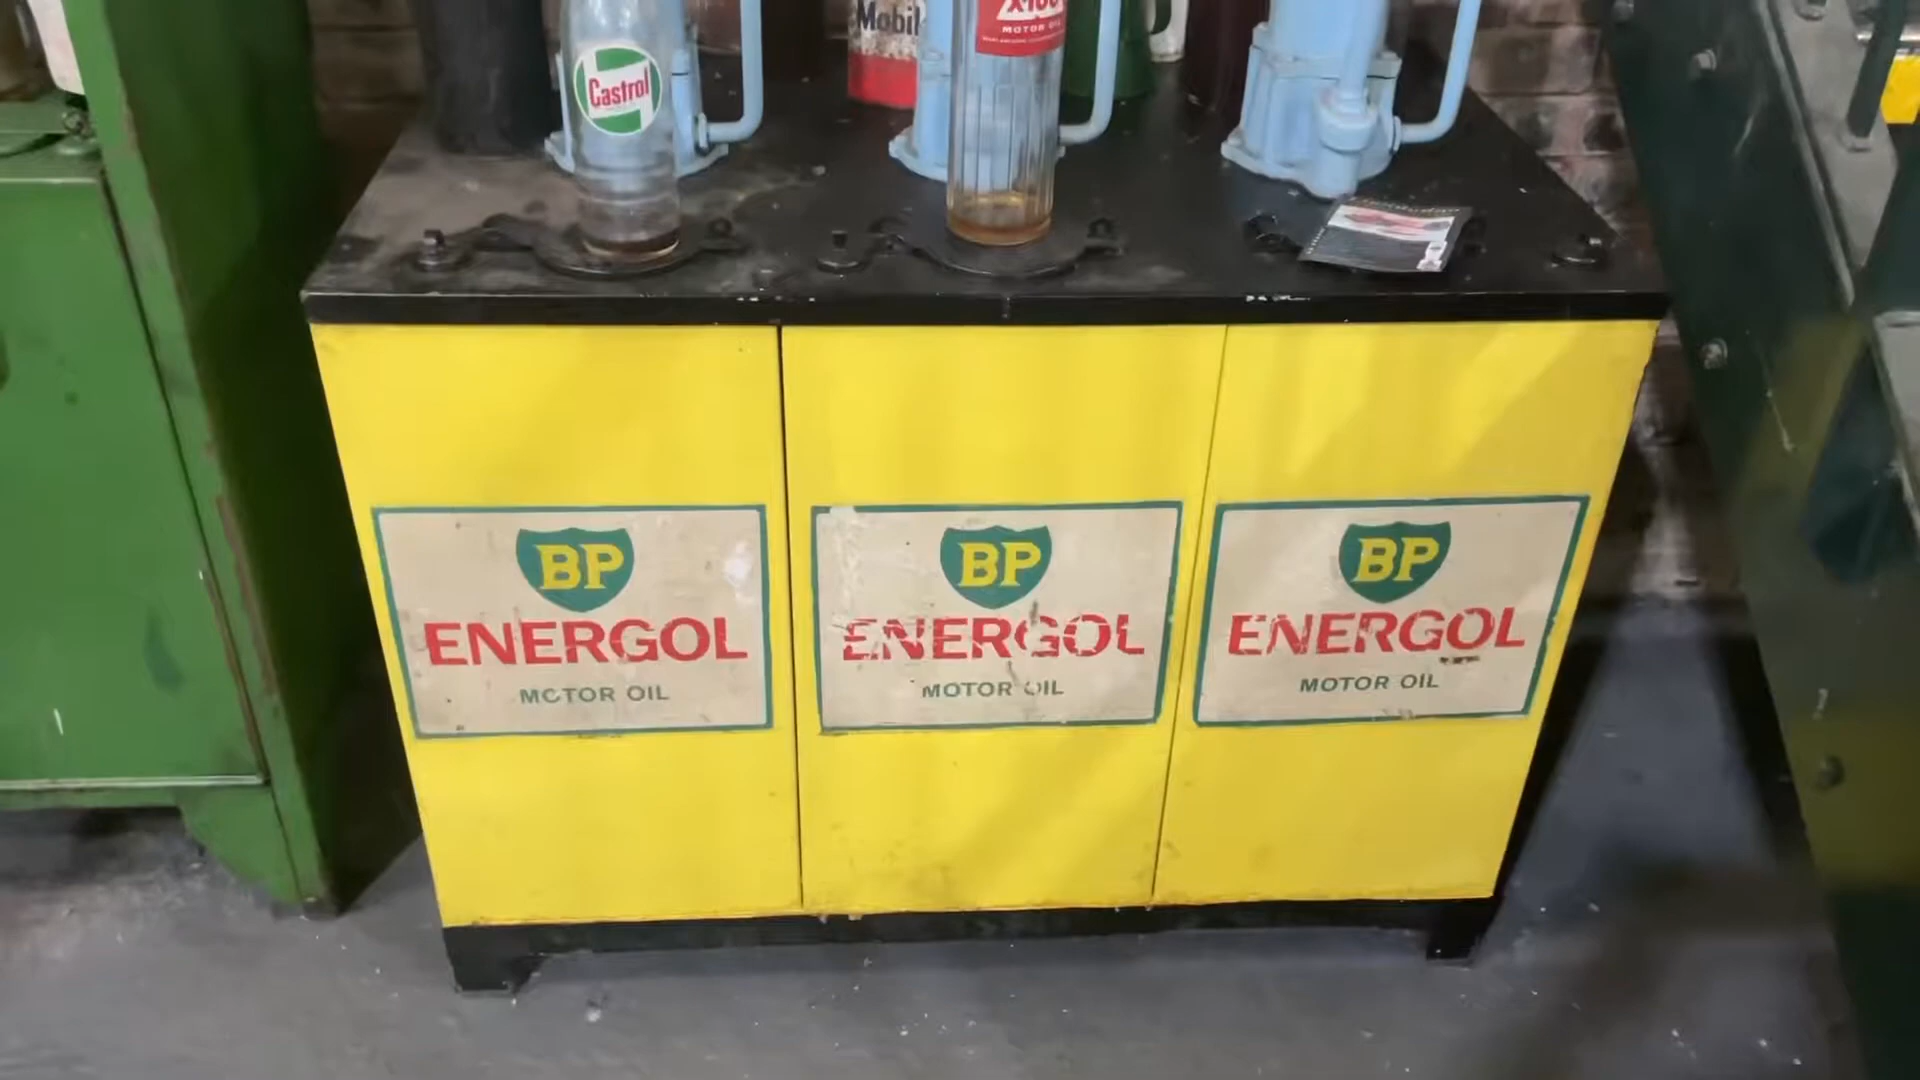 Castrol
Mobil
X-100
MOTOR OIL
BP
ENERGOL
MOTOR OIL
BP
ENERGOL
MOTOR OIL
BP
ENERGOL
MOTOR OIL